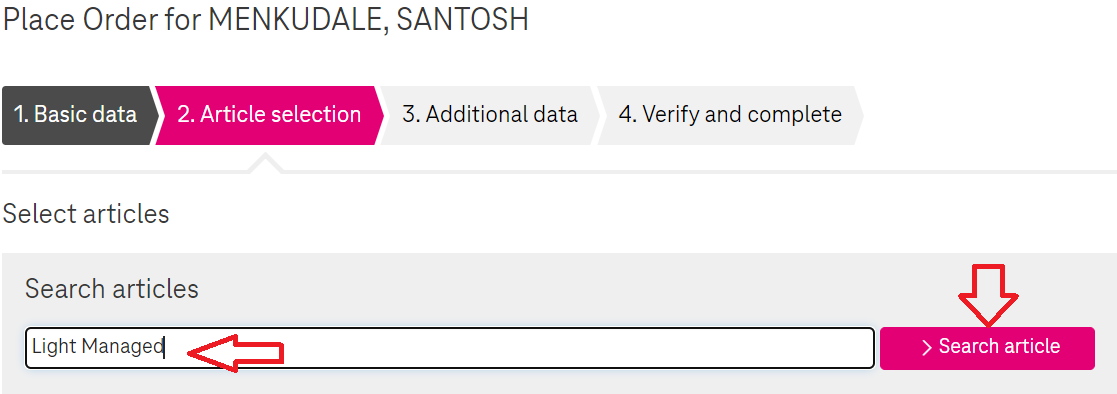 Place Order for MENKUDALE, SANTOSH
1. Basic data
2. Article selection
3. Additional data
4. Verify and complete
Select articles
Search articles
Light Managed
> Search article